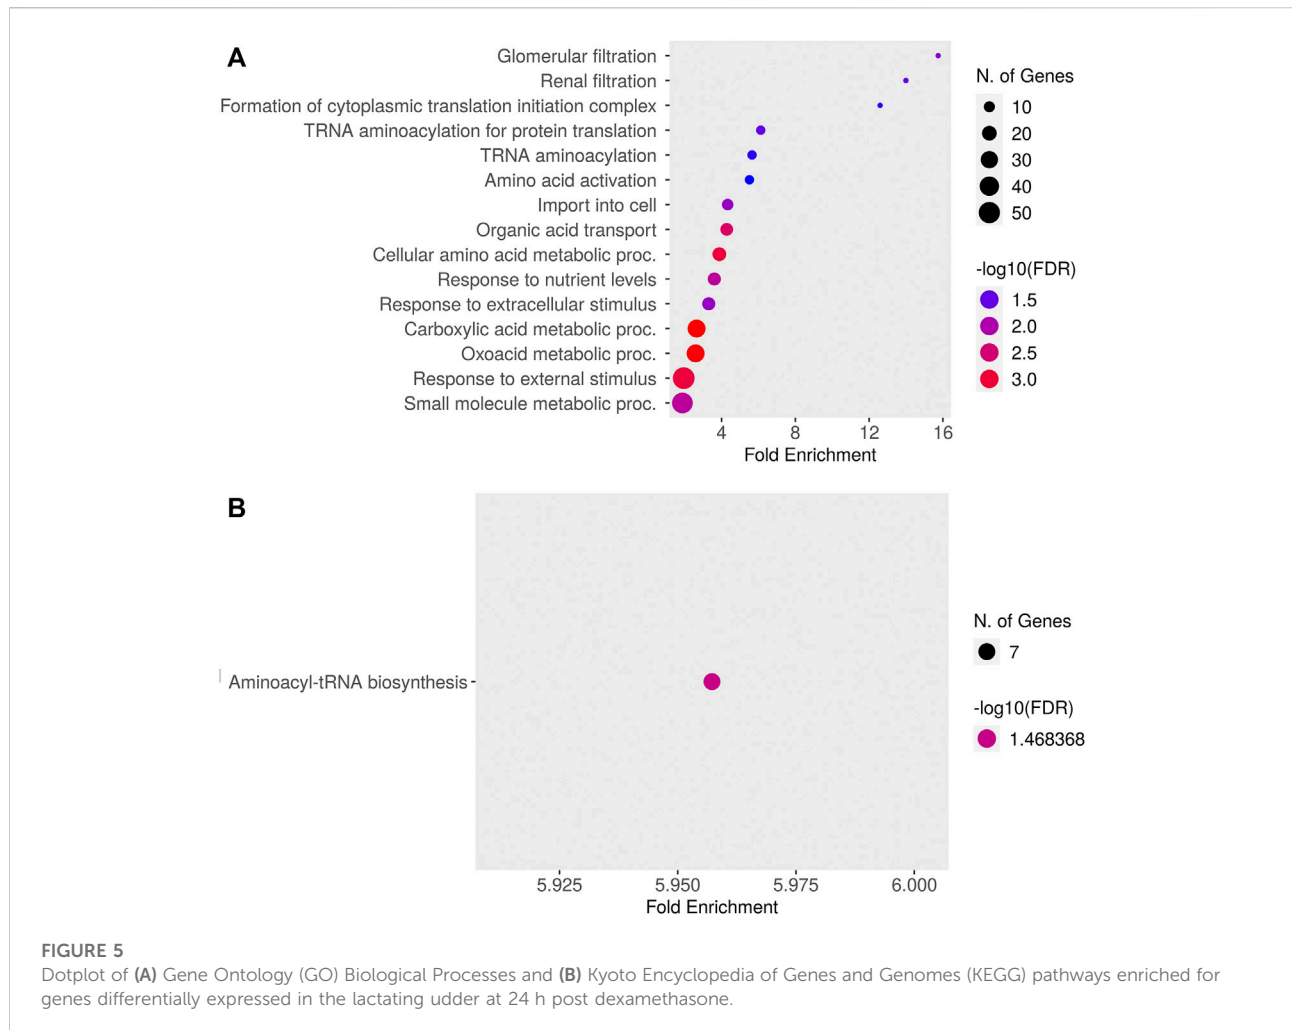 A
Glomerular filtration
Renal filtration
Formation of cytoplasmic translation initiation complex
TRNA aminoacylation for protein translation
TRNA aminoacylation
Amino acid activation
Import into cell
Organic acid transport
Cellular amino acid metabolic proc.
Response to nutrient levels
Response to extracellular stimulus
Carboxylic acid metabolic proc.
Oxoacid metabolic proc.
Response to external stimulus
Small molecule metabolic proc.
4 8 12 16
Fold Enrichment
N. of Genes
10
20
30
40
50
-log10(FDR)
1.5
2.0
2.5
3.0
B
Aminoacyl-tRNA biosynthesis
5.925 5.950 5.975 6.000
Fold Enrichment
N. of Genes
7
-log10(FDR)
1.468368
FIGURE 5
Dotplot of (A) Gene Ontology (GO) Biological Processes and (B) Kyoto Encyclopedia of Genes and Genomes (KEGG) pathways enriched for
genes differentially expressed in the lactating udder at 24 h post dexamethasone.